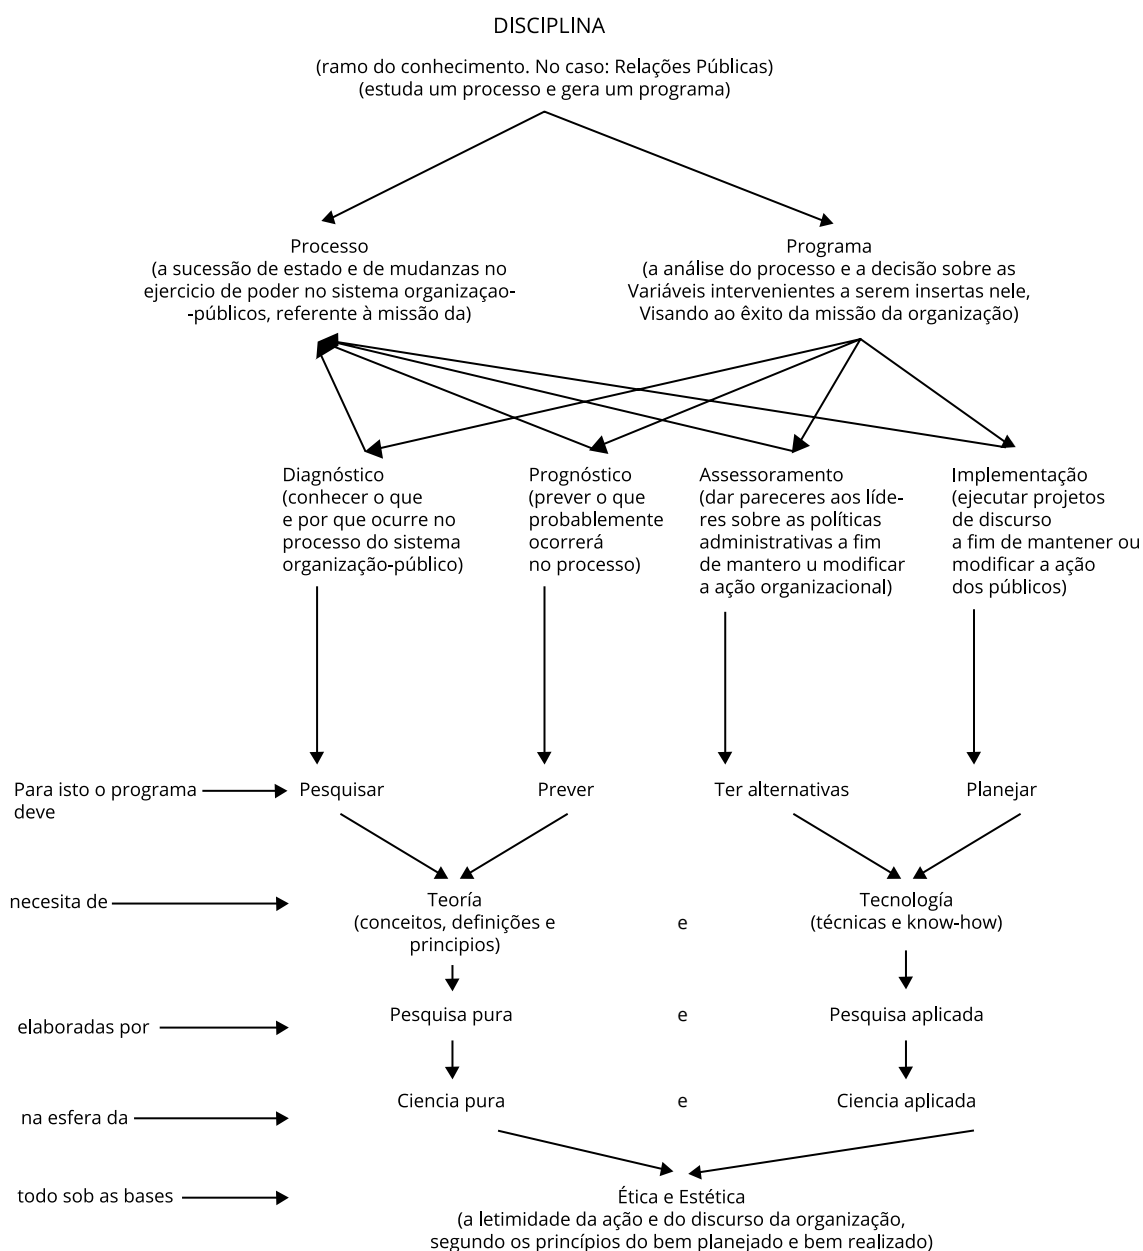 DISCIPLINA
(ramo do conhecimento. No caso: Relações Públicas)
(estuda um processo e gera um programa)
Processo
(a sucessão de estado e de mudanzas no
ejercicio de poder no sistema organizaçao-
-públicos, referente à missão da)
Programa
(a análise do processo e a decisão sobre as
Variáveis intervenientes a serem insertas nele,
Visando ao êxito da missão da organização)
Diagnóstico
(conhecer o que
e por que ocurre no
processo do sistema
organização-público)
Prognóstico
(prever o que
probablemente
ocorrerá
no processo)
Assessoramento
(dar pareceres aos líde-
res sobre as políticas
administrativas a fim
de mantero u modificar
a ação organizacional)
Implementação
(ejecutar projetos
de discurso
a fim de mantener ou
modificar a ação
dos públicos)
Para isto o programa
deve
Pesquisar
Prever
Ter alternativas
Planejar
necesita de
Teoría
(conceitos, definições e
principios)
e
Tecnología
(técnicas e know-how)
elaboradas por
Pesquisa pura
e
Pesquisa aplicada
na esfera da
Ciencia pura
e
Ciencia aplicada
todo sob as bases
Ética e Estética
(a letimidade da ação e do discurso da organização,
segundo os princípios do bem planejado e bem realizado)